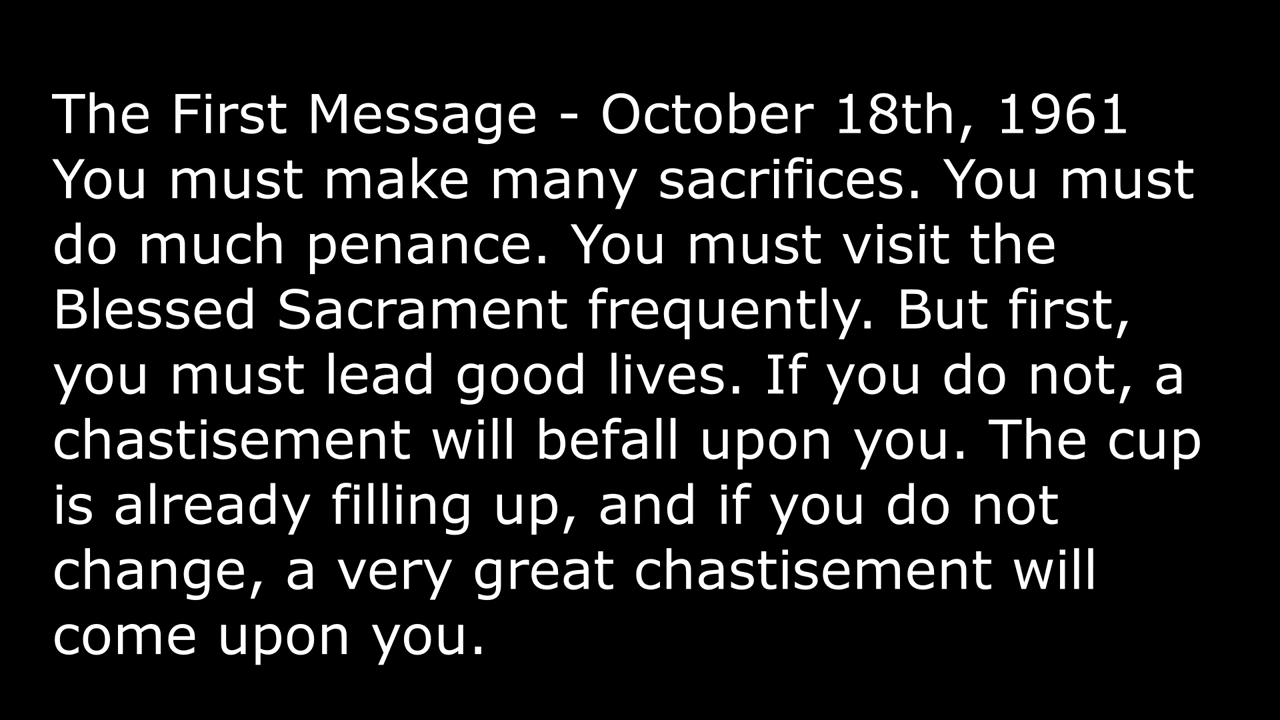 The First Message - October 18th, 1961
You must make many sacrifices. You must
do much penance. You must visit the
Blessed Sacrament frequently. But first,
you must lead good lives. If you do not, a
chastisement will befall upon you. The cup
is already filling up, and if you do not
change, a very great chastisement will
come upon you.